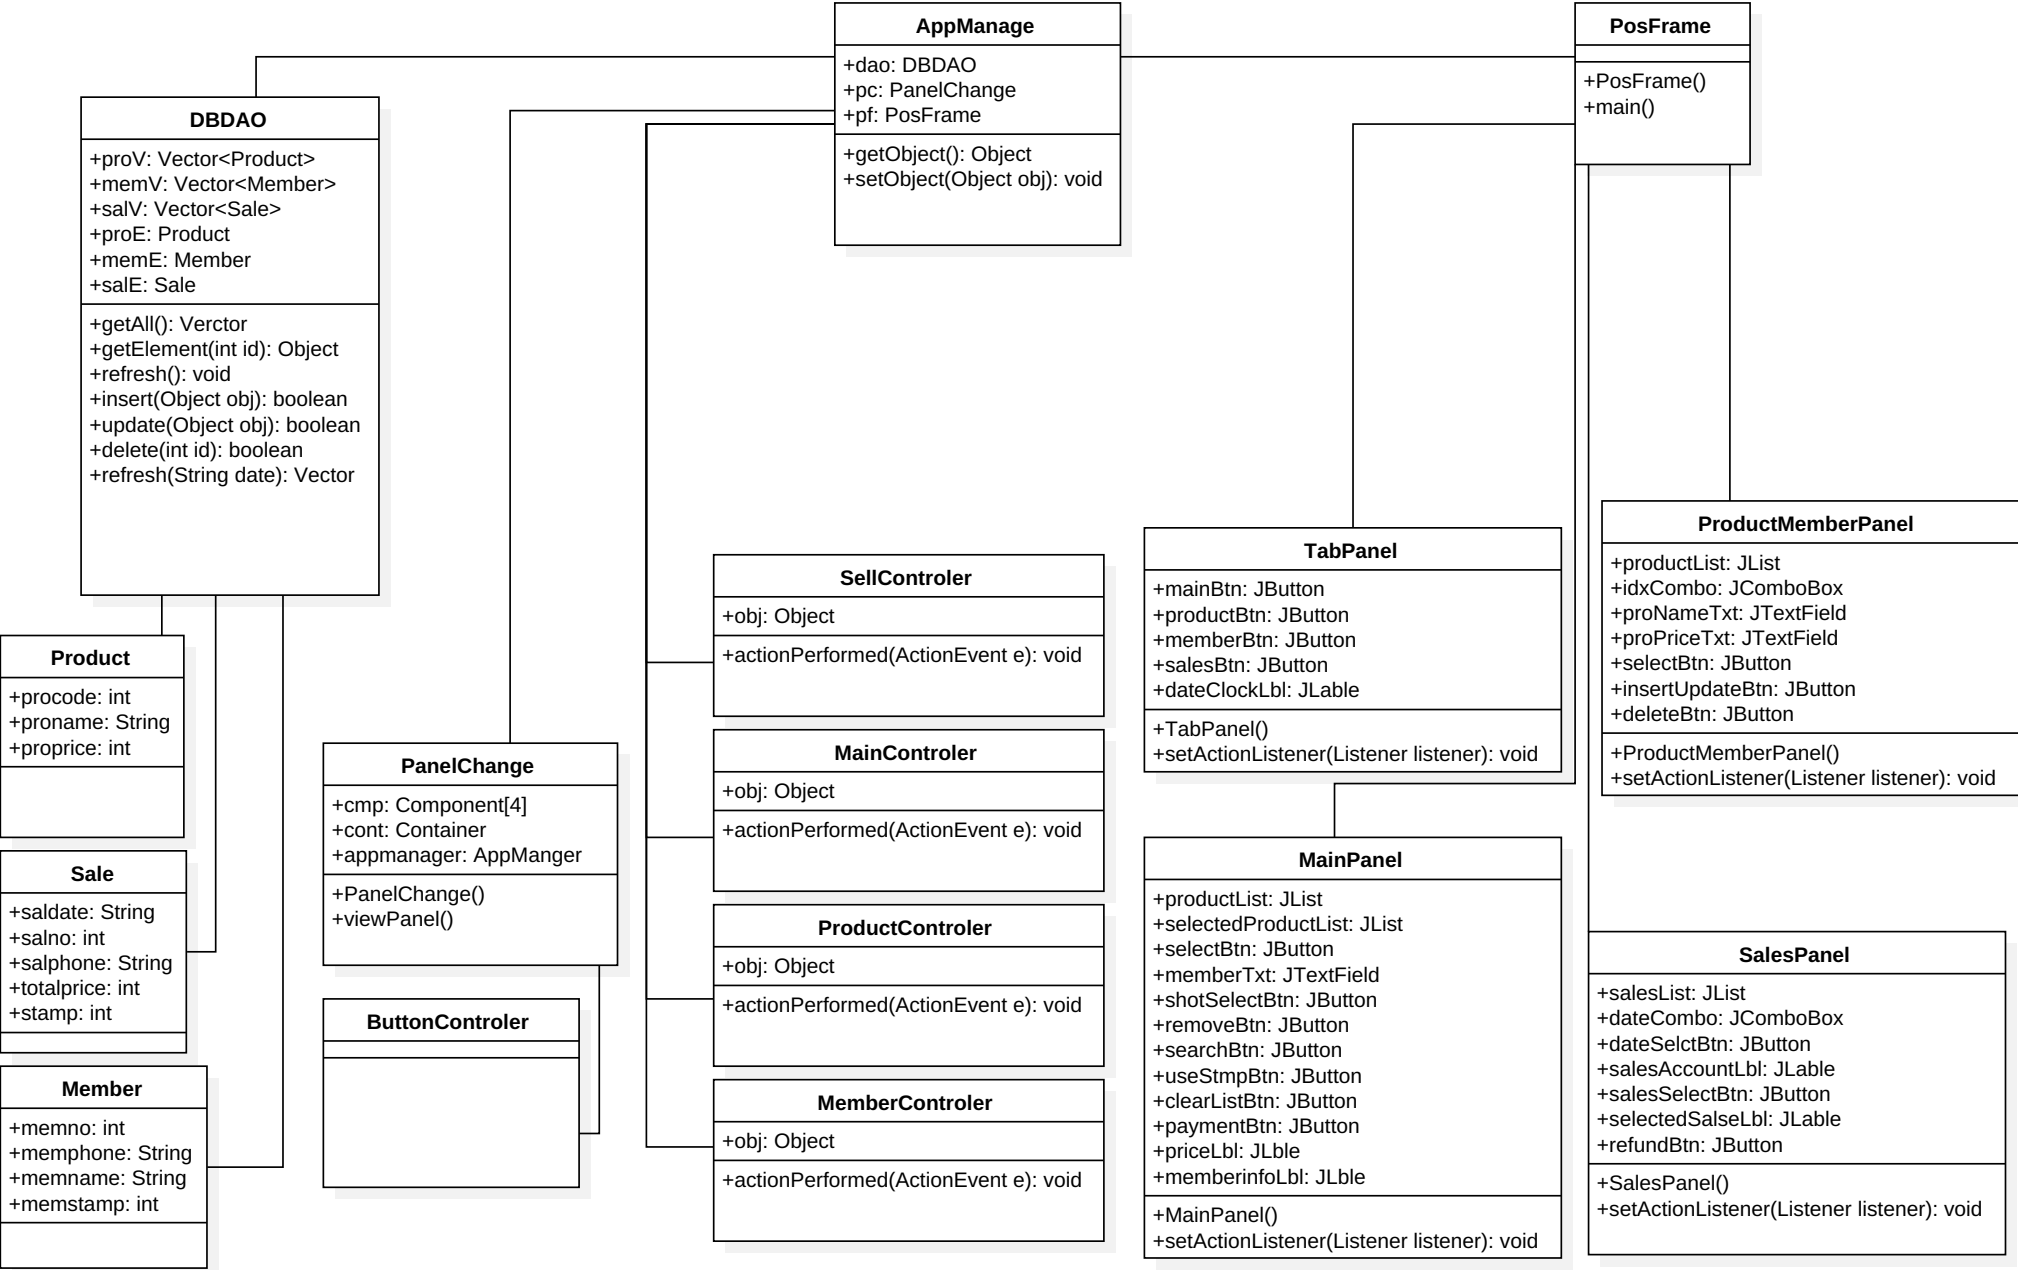 AppManage
+dao: DBDAO
+pc: PanelChange
+pf: PosFrame
+getObject(): Object
+setObject(Object obj): void
PosFrame
+PosFrame()
+main()
DBDAO
+proV: Vector<Product>
+memV: Vector<Member>
+salV: Vector<Sale>
+proE: Product
+memE: Member
+salE: Sale
+getAll(): Verctor
+getElement(int id): Object
+refresh(): void
+insert(Object obj): boolean
+update(Object obj): boolean
+delete(int id): boolean
+refresh(String date): Vector
Product
+procode: int
+proname: String
+proprice: int
Sale
+saldate: String
+salno: int
+salphone: String
+totalprice: int
+stamp: int
Member
+memno: int
+memphone: String
+memname: String
+memstamp: int
PanelChange
+cmp: Component[4]
+cont: Container
+appmanager: AppManger
+PanelChange()
+viewPanel()
ButtonControler
SellControler
+obj: Object
+actionPerformed(ActionEvent e): void
MainControler
+obj: Object
+actionPerformed(ActionEvent e): void
ProductControler
+obj: Object
+actionPerformed(ActionEvent e): void
MemberControler
+obj: Object
+actionPerformed(ActionEvent e): void
TabPanel
+mainBtn: JButton
+productBtn: JButton
+memberBtn: JButton
+salesBtn: JButton
+dateClockLbl: JLable
+TabPanel()
+setActionListener(Listener listener): void
MainPanel
+productList: JList
+selectedProductList: JList
+selectBtn: JButton
+memberTxt: JTextField
+shotSelectBtn: JButton
+removeBtn: JButton
+searchBtn: JButton
+useStmpBtn: JButton
+clearListBtn: JButton
+paymentBtn: JButton
+priceLbl: JLble
+memberinfoLbl: JLble
+MainPanel()
+setActionListener(Listener listener): void
ProductMemberPanel
+productList: JList
+idxCombo: JComboBox
+proNameTxt: JTextField
+proPriceTxt: JTextField
+selectBtn: JButton
+insertUpdateBtn: JButton
+deleteBtn: JButton
+ProductMemberPanel()
+setActionListener(Listener listener): void
SalesPanel
+salesList: JList
+dateCombo: JComboBox
+dateSelctBtn: JButton
+salesAccountLbl: JLable
+salesSelectBtn: JButton
+selectedSalseLbl: JLable
+refundBtn: JButton
+SalesPanel()
+setActionListener(Listener listener): void